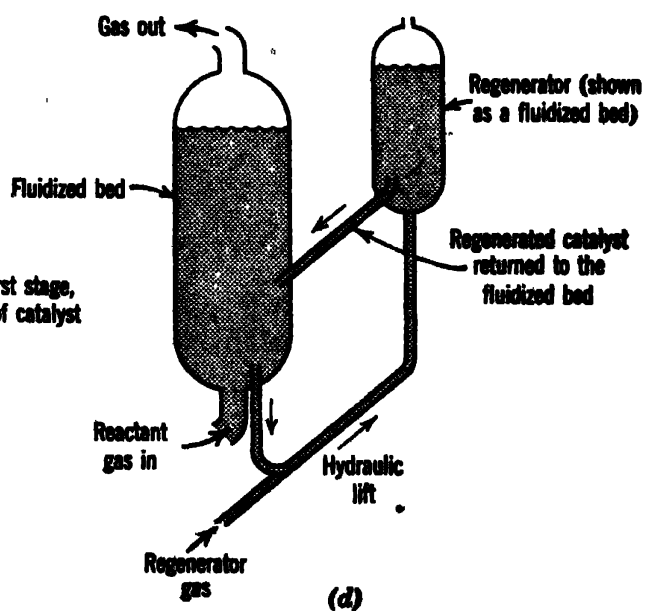 Gas out
Regenerator (shown
as a fluidized bed)
Fluidized bed
Regenerated catalyst
returned to the
fluidized bed
rst stage,
f catalyst
Reactant
gas in
Hydraulic
lift
Regenerator
gas
(d)